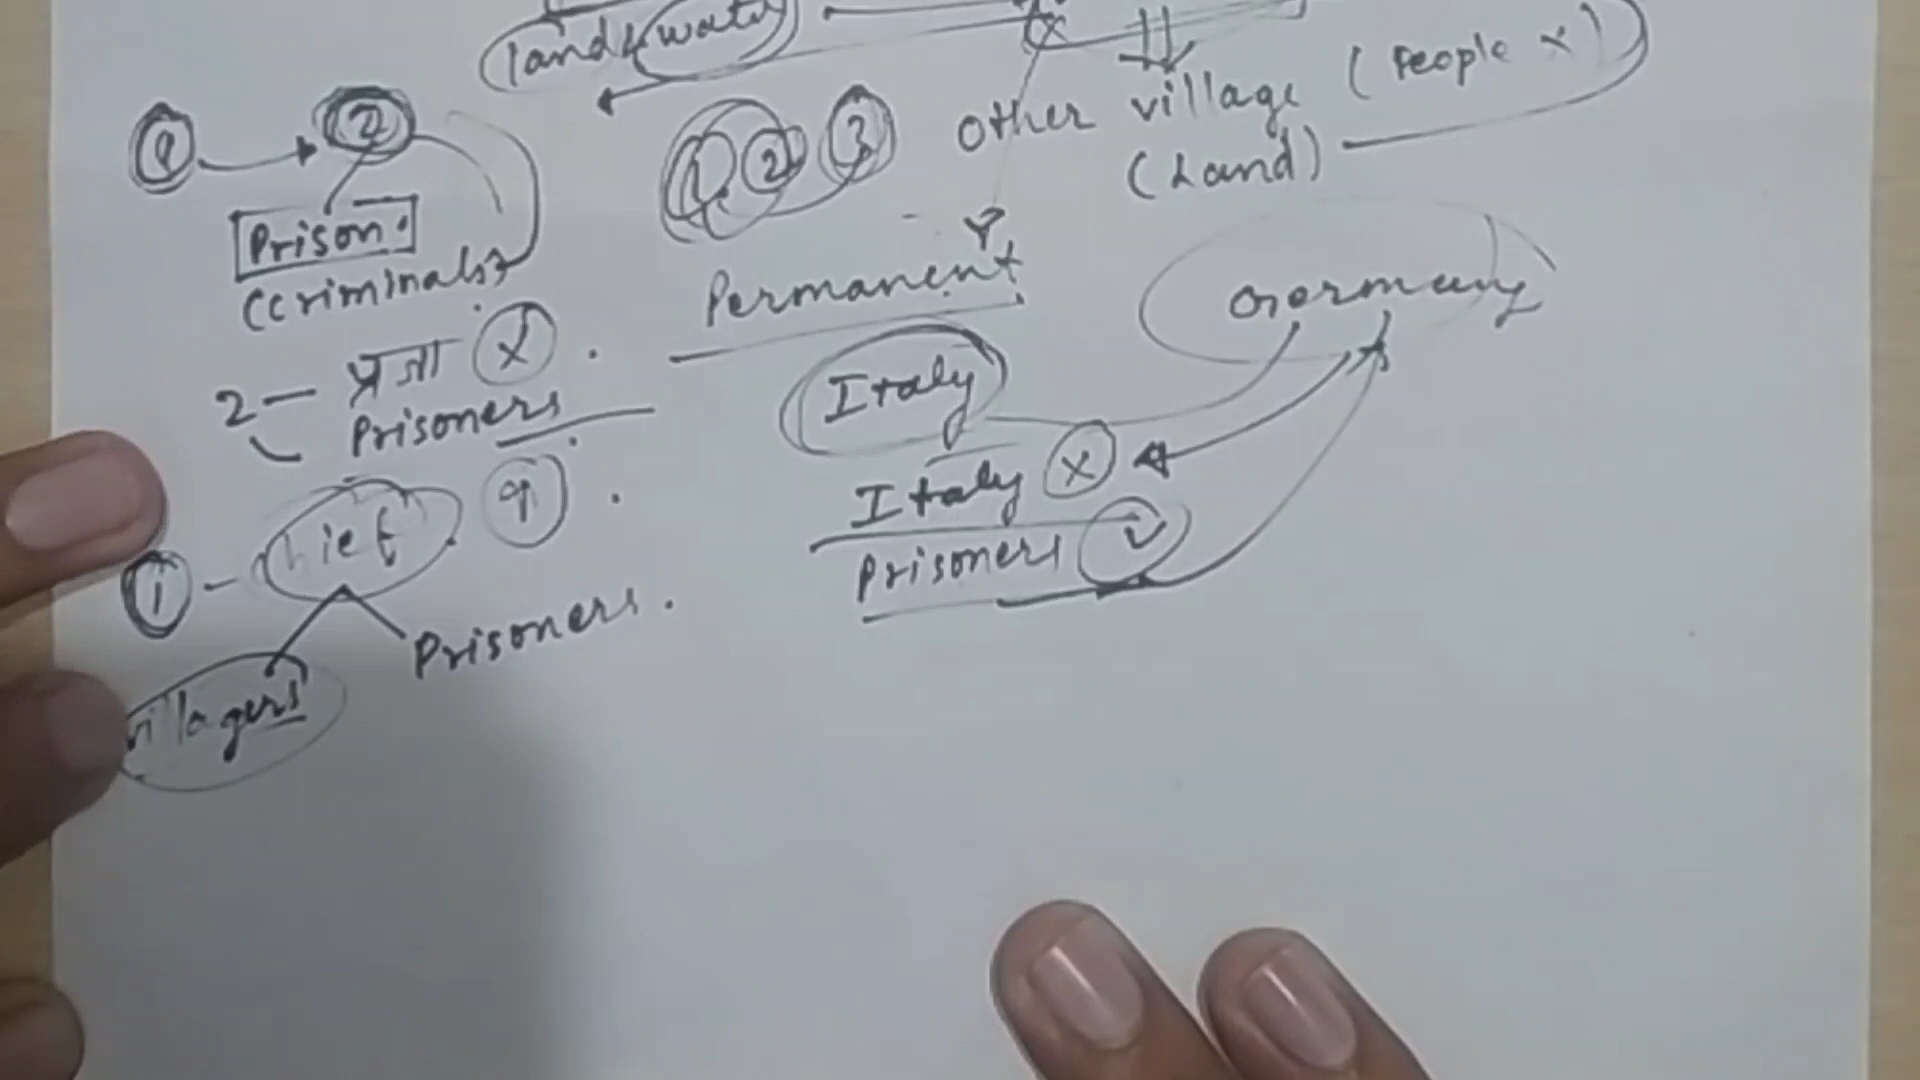 land & water
1 2
1 2 3 Other village (People x)
(Land)
Prison.
(Criminals)
Permanent
Germany
2 — प्रजा x .
Prisoners
Italy
Italy x
Prisoners ✓
1 - hief 9 .
Prisoners.
villagers